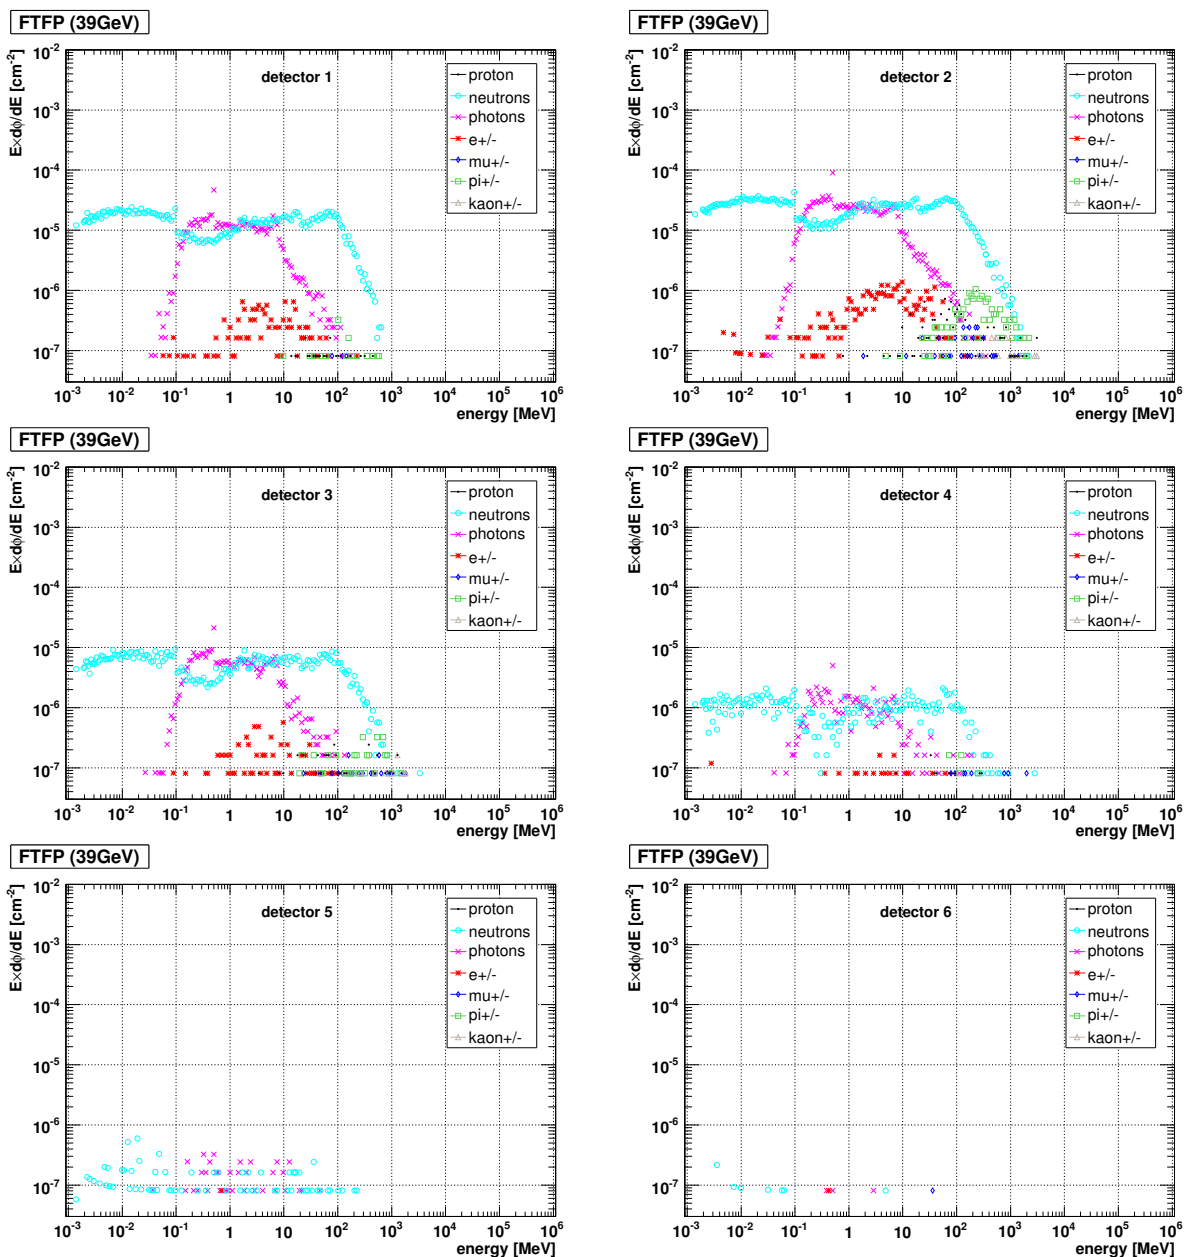 FTFP (39GeV)
E×dϕ/dE [cm⁻²]
detector 1
proton
neutrons
photons
e+/-
mu+/-
pi+/-
kaon+/-
10⁻²
10⁻³
10⁻⁴
10⁻⁵
10⁻⁶
10⁻⁷
10⁻³ 10⁻² 10⁻¹ 1 10 10² 10³ 10⁴ 10⁵ 10⁶
energy [MeV]
FTFP (39GeV)
E×dϕ/dE [cm⁻²]
detector 2
proton
neutrons
photons
e+/-
mu+/-
pi+/-
kaon+/-
10⁻²
10⁻³
10⁻⁴
10⁻⁵
10⁻⁶
10⁻⁷
10⁻³ 10⁻² 10⁻¹ 1 10 10² 10³ 10⁴ 10⁵ 10⁶
energy [MeV]
FTFP (39GeV)
E×dϕ/dE [cm⁻²]
detector 3
proton
neutrons
photons
e+/-
mu+/-
pi+/-
kaon+/-
10⁻²
10⁻³
10⁻⁴
10⁻⁵
10⁻⁶
10⁻⁷
10⁻³ 10⁻² 10⁻¹ 1 10 10² 10³ 10⁴ 10⁵ 10⁶
energy [MeV]
FTFP (39GeV)
E×dϕ/dE [cm⁻²]
detector 4
proton
neutrons
photons
e+/-
mu+/-
pi+/-
kaon+/-
10⁻²
10⁻³
10⁻⁴
10⁻⁵
10⁻⁶
10⁻⁷
10⁻³ 10⁻² 10⁻¹ 1 10 10² 10³ 10⁴ 10⁵ 10⁶
energy [MeV]
FTFP (39GeV)
E×dϕ/dE [cm⁻²]
detector 5
proton
neutrons
photons
e+/-
mu+/-
pi+/-
kaon+/-
10⁻²
10⁻³
10⁻⁴
10⁻⁵
10⁻⁶
10⁻⁷
10⁻³ 10⁻² 10⁻¹ 1 10 10² 10³ 10⁴ 10⁵ 10⁶
energy [MeV]
FTFP (39GeV)
E×dϕ/dE [cm⁻²]
detector 6
proton
neutrons
photons
e+/-
mu+/-
pi+/-
kaon+/-
10⁻²
10⁻³
10⁻⁴
10⁻⁵
10⁻⁶
10⁻⁷
10⁻³ 10⁻² 10⁻¹ 1 10 10² 10³ 10⁴ 10⁵ 10⁶
energy [MeV]